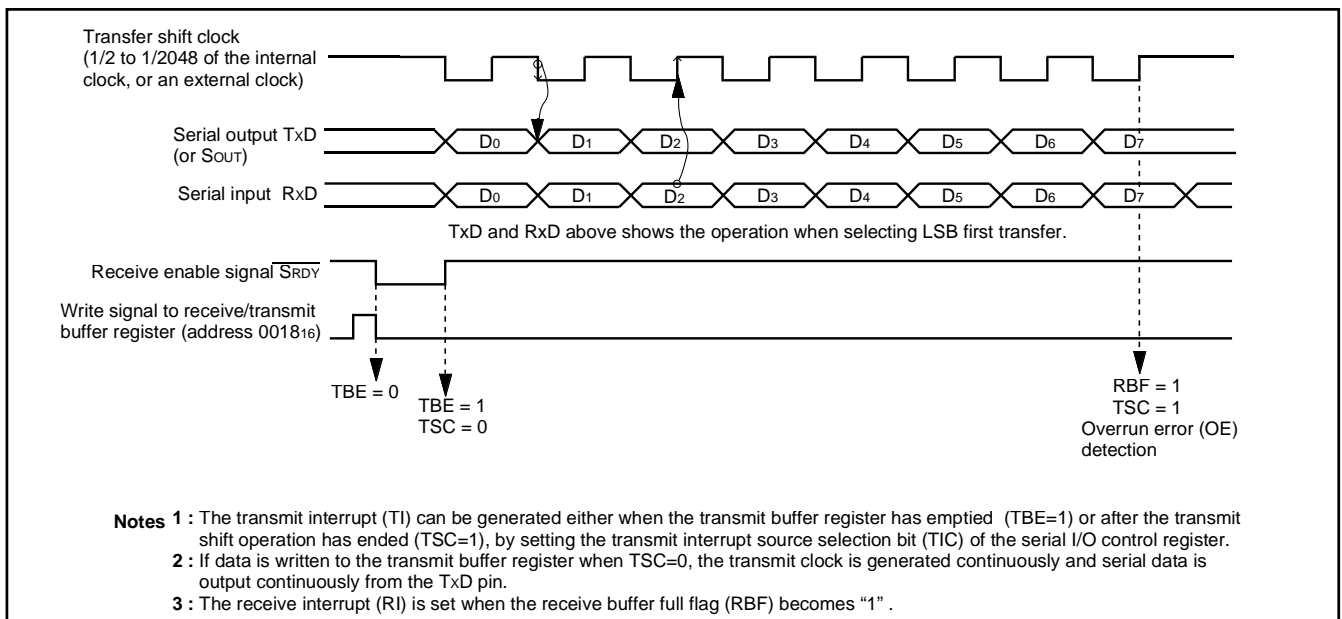 Transfer shift clock
(1/2 to 1/2048 of the internal
clock, or an external clock)
Serial output TxD
(or SOUT)
D0 D1 D2 D3 D4 D5 D6 D7
Serial input RxD
D0 D1 D2 D3 D4 D5 D6 D7
TxD and RxD above shows the operation when selecting LSB first transfer.
Receive enable signal SRDY
Write signal to receive/transmit
buffer register (address 001816)
TBE = 0
TBE = 1
TSC = 0
RBF = 1
TSC = 1
Overrun error (OE)
detection
Notes 1 : The transmit interrupt (TI) can be generated either when the transmit buffer register has emptied (TBE=1) or after the transmit
shift operation has ended (TSC=1), by setting the transmit interrupt source selection bit (TIC) of the serial I/O control register.
2 : If data is written to the transmit buffer register when TSC=0, the transmit clock is generated continuously and serial data is
output continuously from the TxD pin.
3 : The receive interrupt (RI) is set when the receive buffer full flag (RBF) becomes “1” .